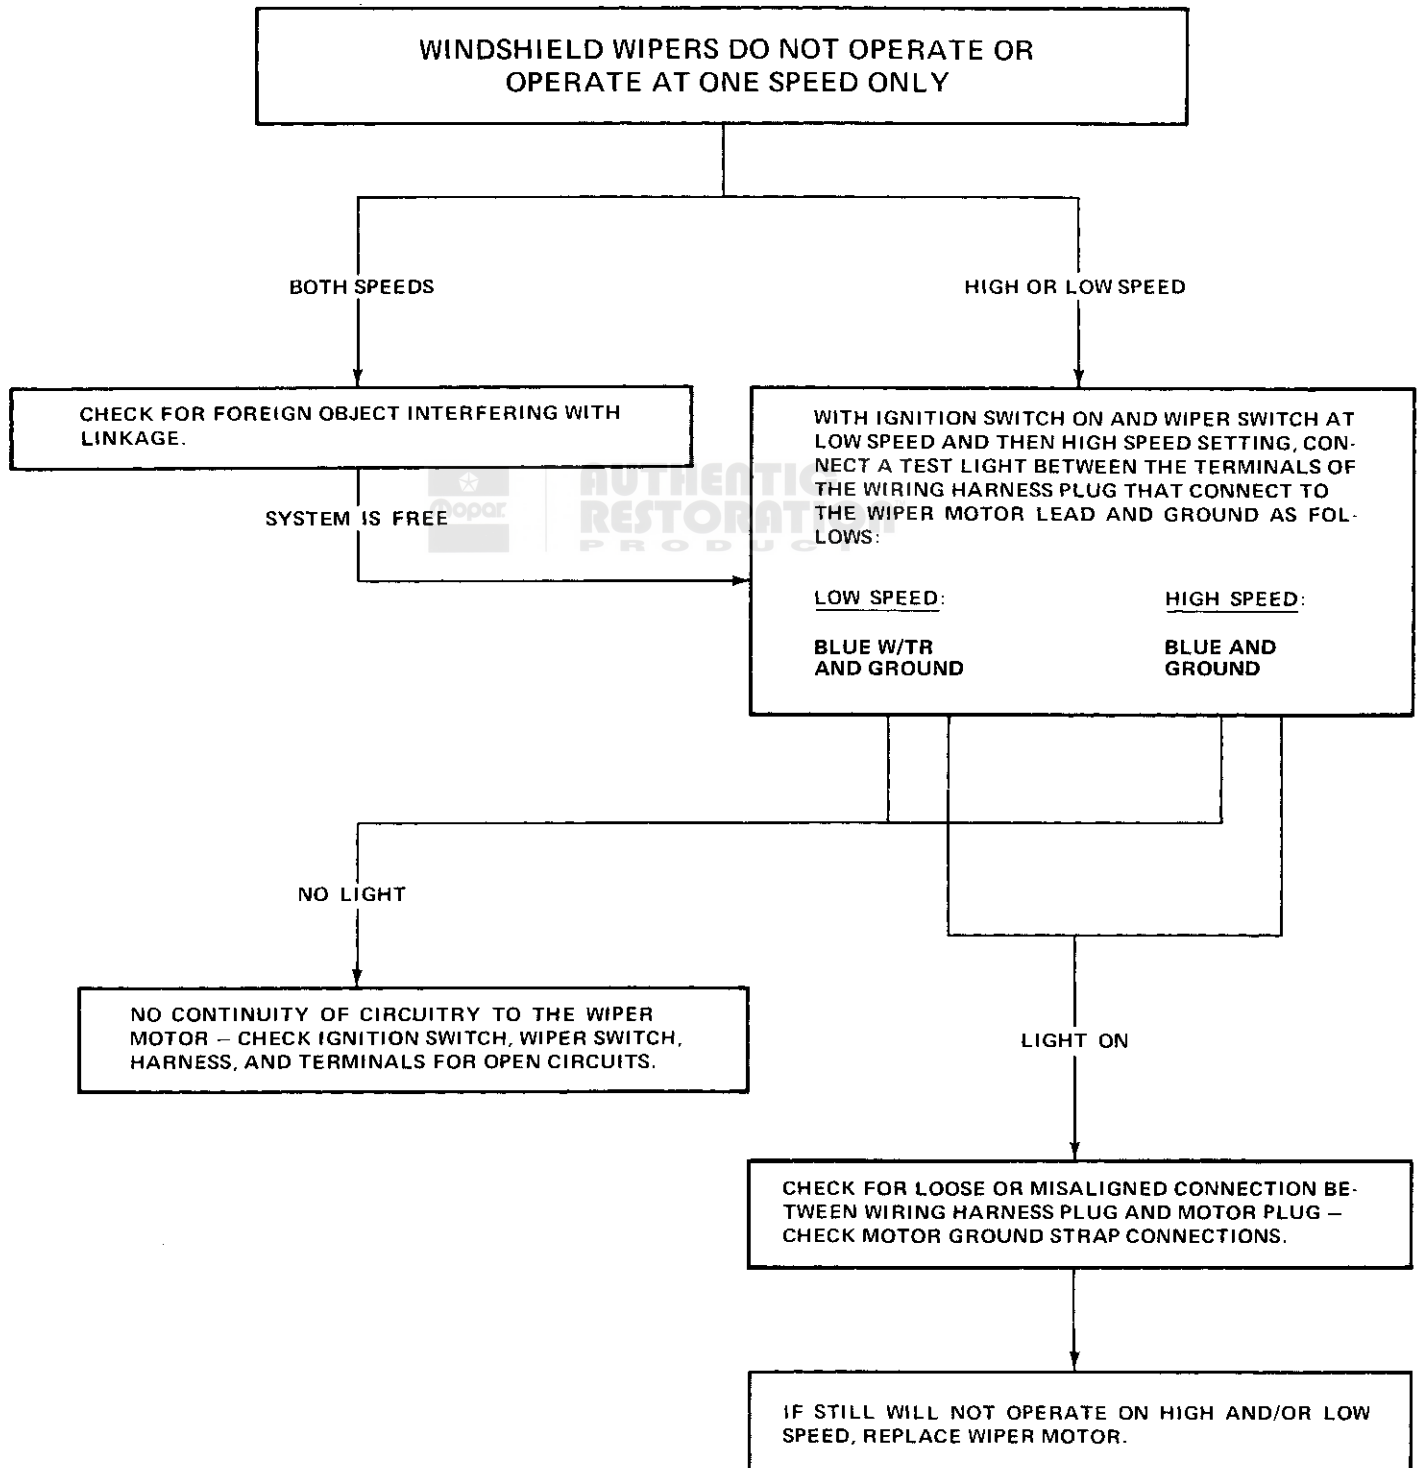 WINDSHIELD WIPERS DO NOT OPERATE OR
OPERATE AT ONE SPEED ONLY
BOTH SPEEDS
HIGH OR LOW SPEED
CHECK FOR FOREIGN OBJECT INTERFERING WITH
LINKAGE.
SYSTEM IS FREE
Mopar
AUTHENTIC
RESTORATION
PRODUCT
WITH IGNITION SWITCH ON AND WIPER SWITCH AT
LOW SPEED AND THEN HIGH SPEED SETTING, CON-
NECT A TEST LIGHT BETWEEN THE TERMINALS OF
THE WIRING HARNESS PLUG THAT CONNECT TO
THE WIPER MOTOR LEAD AND GROUND AS FOL-
LOWS:
LOW SPEED:
HIGH SPEED:
BLUE W/TR
AND GROUND
BLUE AND
GROUND
NO LIGHT
NO CONTINUITY OF CIRCUITRY TO THE WIPER
MOTOR – CHECK IGNITION SWITCH, WIPER SWITCH,
HARNESS, AND TERMINALS FOR OPEN CIRCUITS.
LIGHT ON
CHECK FOR LOOSE OR MISALIGNED CONNECTION BE-
TWEEN WIRING HARNESS PLUG AND MOTOR PLUG –
CHECK MOTOR GROUND STRAP CONNECTIONS.
IF STILL WILL NOT OPERATE ON HIGH AND/OR LOW
SPEED, REPLACE WIPER MOTOR.